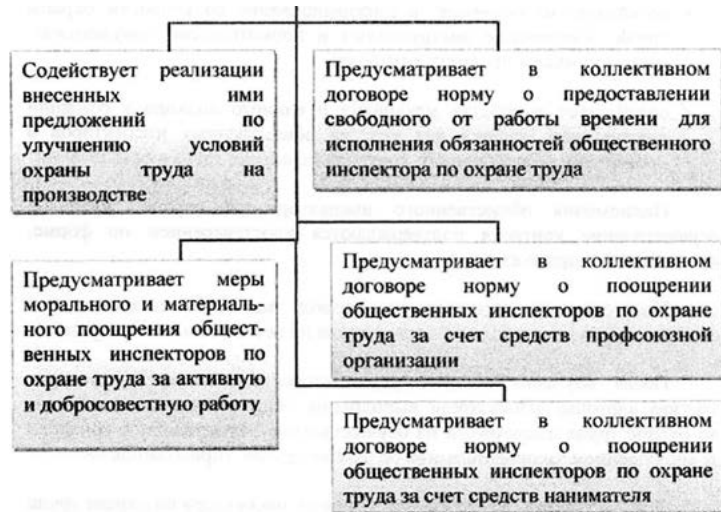 Содействует реализации
внесенных ими
предложений по
улучшению условий
охраны труда на
производстве
Предусматривает в коллективном
договоре норму о предоставлении
свободного от работы времени для
исполнения обязанностей общественного
инспектора по охране труда
Предусматривает меры
морального и материаль-
ного поощрения общест-
венных инспекторов по
охране труда за активную
и добросовестную работу
Предусматривает в коллективном
договоре норму о поощрении
общественных инспекторов по охране
труда за счет средств профсоюзной
организации
Предусматривает в коллективном
договоре норму о поощрении
общественных инспекторов по охране
труда за счет средств нанимателя